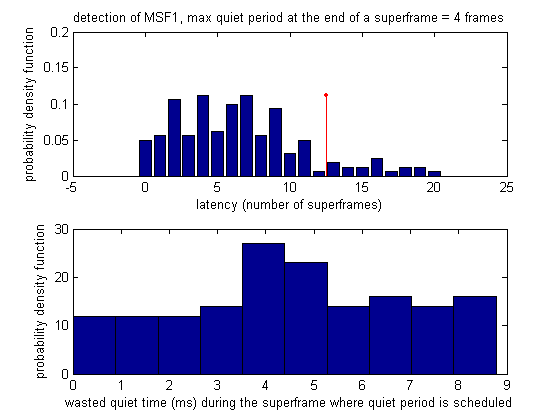 detection of MSF1, max quiet period at the end of a superframe = 4 frames
0.2
0.15
0.1
0.05
0
probability density function
-5 0 5 10 15 20 25
latency (number of superframes)
30
20
10
0
probability density function
0 1 2 3 4 5 6 7 8 9
wasted quiet time (ms) during the superframe where quiet period is scheduled